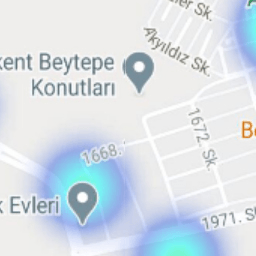 kent Beytepe
Konutları
Akyıldız Sk.
1672. Sk.
1668.
k Evleri
1971. S